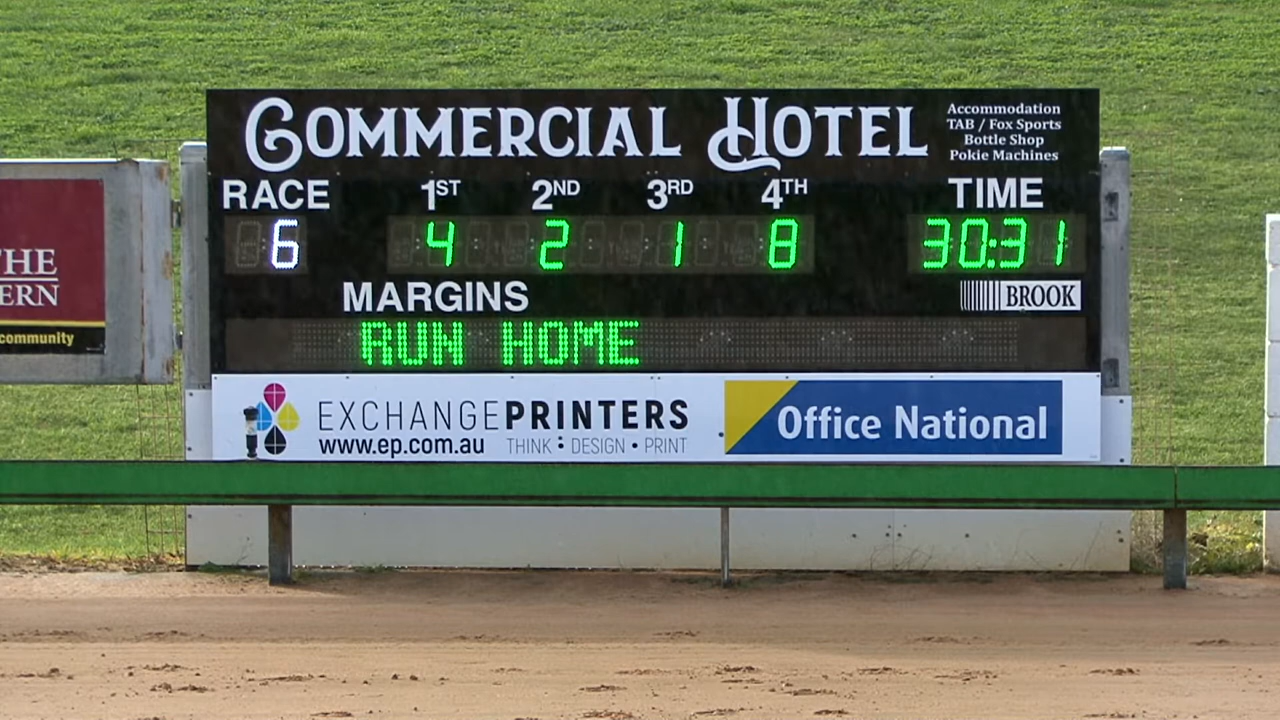 COMMERCIAL HOTEL
Accommodation
TAB / Fox Sports
Bottle Shop
Pokie Machines
RACE 1ST 2ND 3RD 4TH TIME
6 4 2 1 8 30:31
MARGINS
BROOK
RUN HOME
THE
ERN
community
EXCHANGEPRINTERS
www.ep.com.au THINK : DESIGN • PRINT
Office National